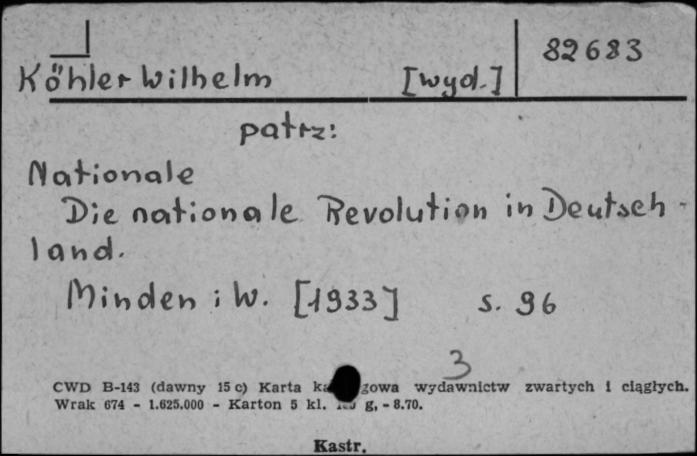 82683
Köhler Wilhelm [wyd.]
patrz:
Nationale
Die nationale Revolution in Deutsch-
land.
Minden i W. [1933] s. 96
3
CWD B-143 (dawny 15 c) Karta wydawnictw zwartych i ciągłych.
Wrak 674 - 1.625.000 - Karton 5 kl. g, - 8.70.
Kastr.